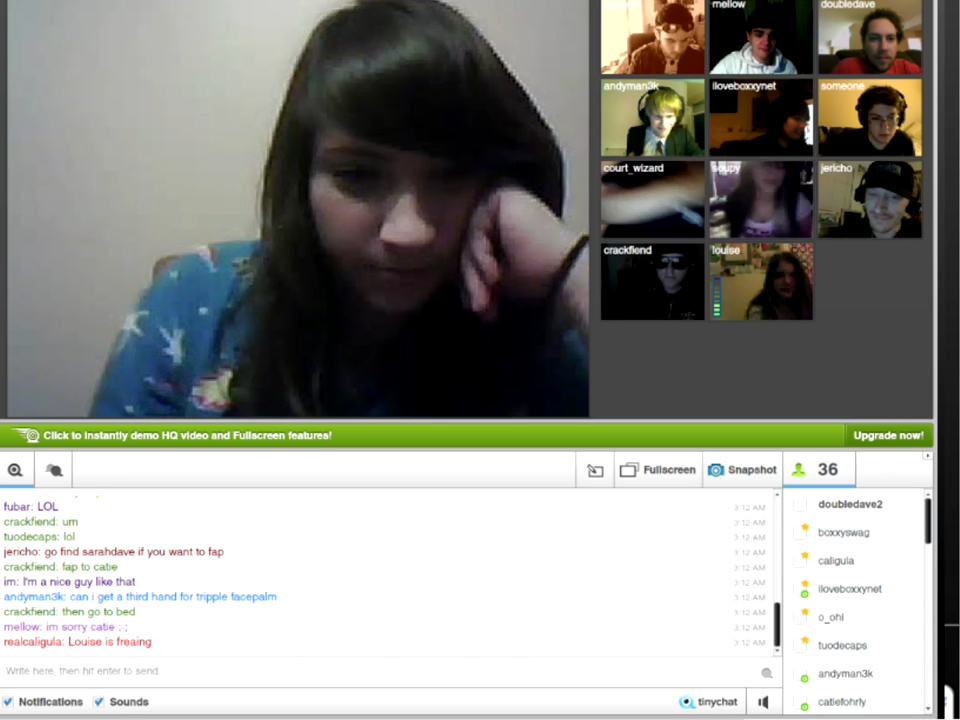 mellow
doubledave
andyman3k
iloveboxxynet
someone
court_wizard
soupy
jericho
crackfiend
louise
Click to instantly demo HQ video and Fullscreen features!
Upgrade now!
Fullscreen
Snapshot
36
fubar: LOL 3:12 AM
crackfiend: um 3:12 AM
tuodecaps: lol 3:12 AM
jericho: go find sarahdave if you want to fap 3:12 AM
crackfiend: fap to catie 3:12 AM
im: I'm a nice guy like that 3:12 AM
andyman3k: can i get a third hand for tripple facepalm 3:12 AM
crackfiend: then go to bed 3:12 AM
mellow: im sorry catie ;-; 3:12 AM
realcaligula: Louise is freaing 3:12 AM
Write here, then hit enter to send.
Notifications
Sounds
tinychat
doubledave2
boxxyswag
caligula
iloveboxxynet
o_ohl
tuodecaps
andyman3k
catiefohrly